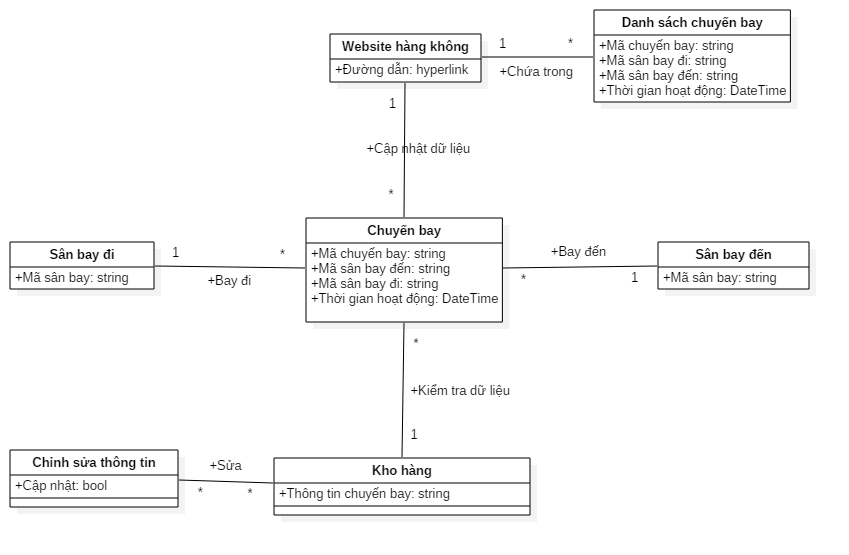 Website hàng không
+Đường dẫn: hyperlink
1
*
+Chứa trong
Danh sách chuyến bay
+Mã chuyến bay: string
+Mã sân bay đi: string
+Mã sân bay đến: string
+Thời gian hoạt động: DateTime
1
+Cập nhật dữ liệu
*
Sân bay đi
+Mã sân bay: string
1
*
+Bay đi
Chuyến bay
+Mã chuyến bay: string
+Mã sân bay đến: string
+Mã sân bay đi: string
+Thời gian hoạt động: DateTime
+Bay đến
*
1
Sân bay đến
+Mã sân bay: string
*
+Kiểm tra dữ liệu
1
Chỉnh sửa thông tin
+Cập nhật: bool
+Sửa
*
*
Kho hàng
+Thông tin chuyến bay: string